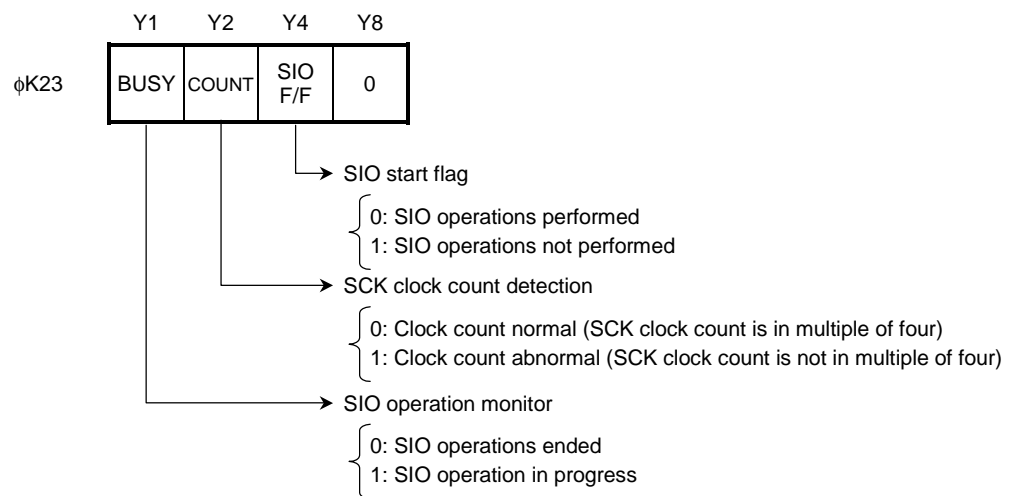 Y1 Y2 Y4 Y8
ϕK23 BUSY COUNT SIO F/F 0
SIO start flag
0: SIO operations performed
1: SIO operations not performed
SCK clock count detection
0: Clock count normal (SCK clock count is in multiple of four)
1: Clock count abnormal (SCK clock count is not in multiple of four)
SIO operation monitor
0: SIO operations ended
1: SIO operation in progress